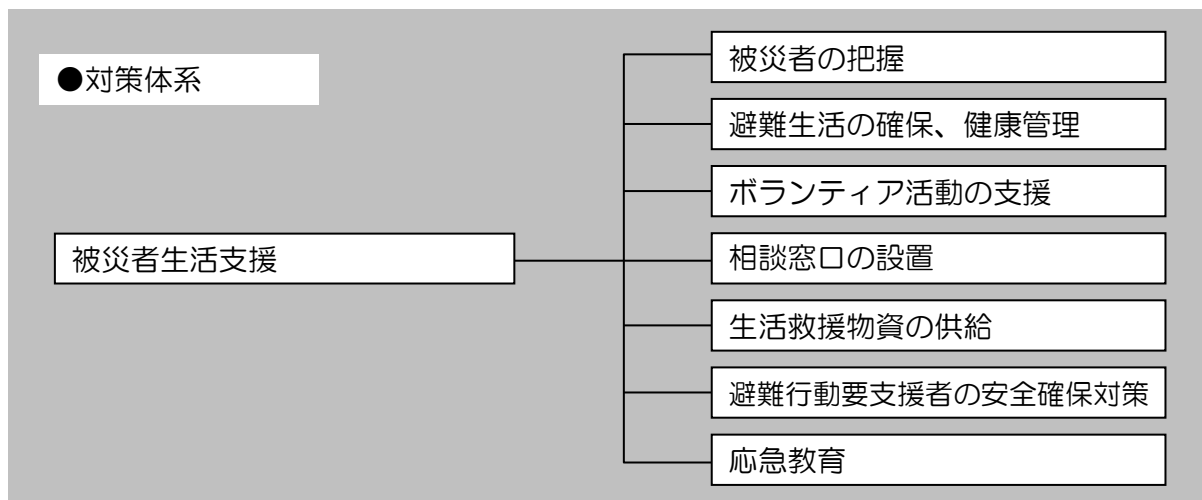 ●対策体系
被災者生活支援
被災者の把握
避難生活の確保、健康管理
ボランティア活動の支援
相談窓口の設置
生活救援物資の供給
避難行動要支援者の安全確保対策
応急教育